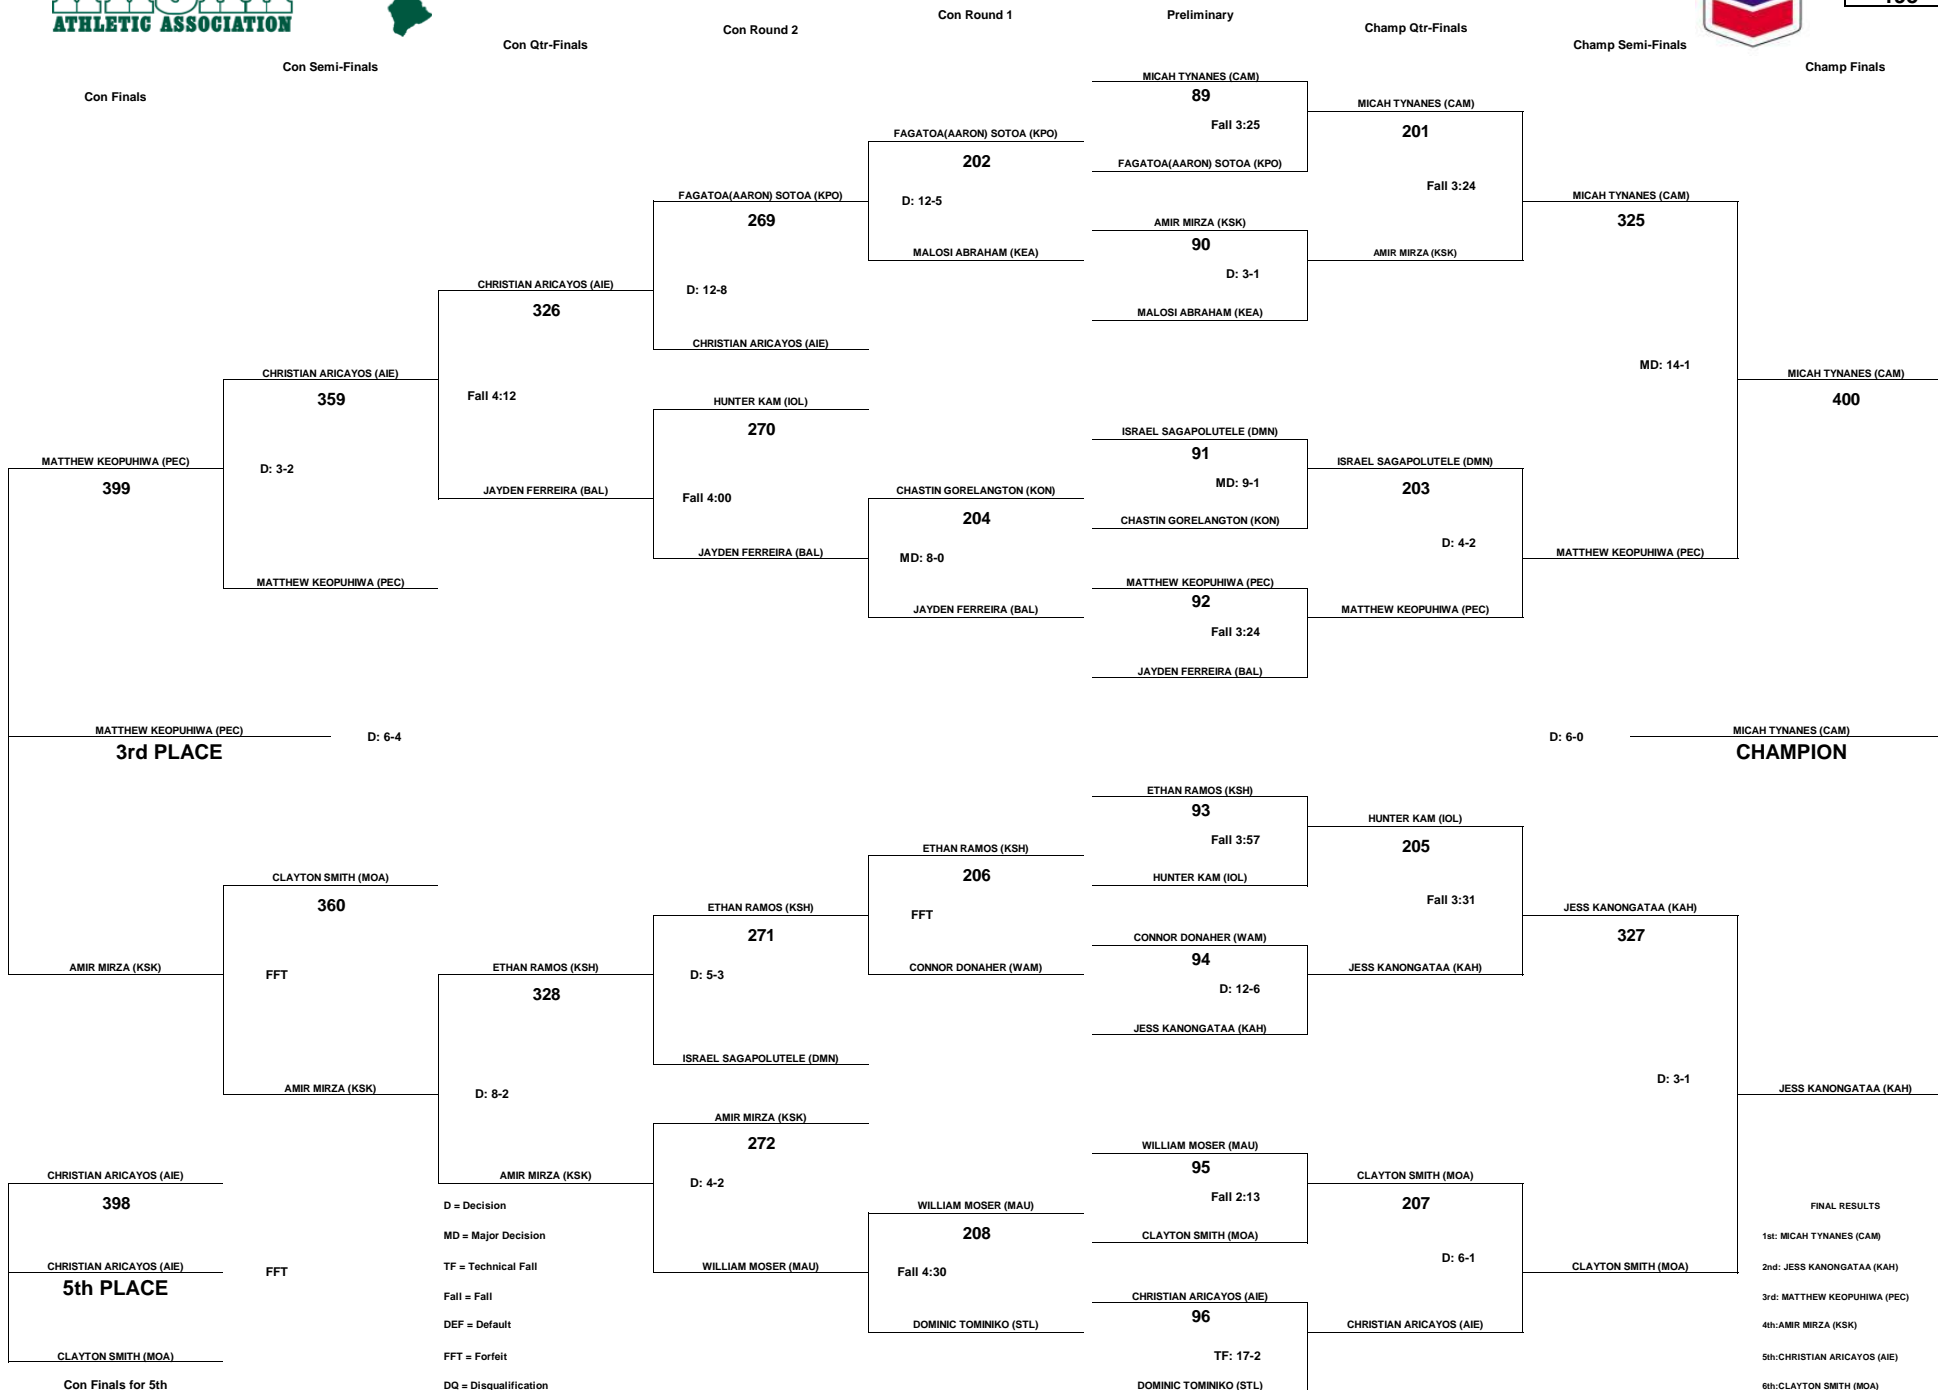 ATHLETIC ASSOCIATION
Con Finals
Con Semi-Finals
Con Qtr-Finals
Con Round 2
Con Round 1
Preliminary
Champ Qtr-Finals
Champ Semi-Finals
Champ Finals
MICAH TYNANES (CAM)
89
Fall 3:25
FAGATOA(AARON) SOTOA (KPO)
AMIR MIRZA (KSK)
90
D: 3-1
MALOSI ABRAHAM (KEA)
ISRAEL SAGAPOLUTELE (DMN)
91
MD: 9-1
CHASTIN GORELANGTON (KON)
MATTHEW KEOPUHIWA (PEC)
92
Fall 3:24
JAYDEN FERREIRA (BAL)
ETHAN RAMOS (KSH)
93
Fall 3:57
HUNTER KAM (IOL)
CONNOR DONAHER (WAM)
94
D: 12-6
JESS KANONGATAA (KAH)
WILLIAM MOSER (MAU)
95
Fall 2:13
CLAYTON SMITH (MOA)
CHRISTIAN ARICAYOS (AIE)
96
TF: 17-2
DOMINIC TOMINIKO (STL)
MICAH TYNANES (CAM)
201
Fall 3:24
AMIR MIRZA (KSK)
ISRAEL SAGAPOLUTELE (DMN)
203
D: 4-2
MATTHEW KEOPUHIWA (PEC)
HUNTER KAM (IOL)
205
Fall 3:31
JESS KANONGATAA (KAH)
CLAYTON SMITH (MOA)
207
D: 6-1
CHRISTIAN ARICAYOS (AIE)
MICAH TYNANES (CAM)
325
MD: 14-1
MATTHEW KEOPUHIWA (PEC)
JESS KANONGATAA (KAH)
327
D: 3-1
CLAYTON SMITH (MOA)
MICAH TYNANES (CAM)
400
D: 6-0
MICAH TYNANES (CAM)
CHAMPION
JESS KANONGATAA (KAH)
FAGATOA(AARON) SOTOA (KPO)
202
D: 12-5
MALOSI ABRAHAM (KEA)
CHASTIN GORELANGTON (KON)
204
MD: 8-0
JAYDEN FERREIRA (BAL)
ETHAN RAMOS (KSH)
206
FFT
CONNOR DONAHER (WAM)
WILLIAM MOSER (MAU)
208
Fall 4:30
DOMINIC TOMINIKO (STL)
FAGATOA(AARON) SOTOA (KPO)
269
D: 12-8
CHRISTIAN ARICAYOS (AIE)
HUNTER KAM (IOL)
270
Fall 4:00
JAYDEN FERREIRA (BAL)
ETHAN RAMOS (KSH)
271
D: 5-3
ISRAEL SAGAPOLUTELE (DMN)
AMIR MIRZA (KSK)
272
D: 4-2
WILLIAM MOSER (MAU)
CHRISTIAN ARICAYOS (AIE)
326
Fall 4:12
JAYDEN FERREIRA (BAL)
ETHAN RAMOS (KSH)
328
D: 8-2
AMIR MIRZA (KSK)
CHRISTIAN ARICAYOS (AIE)
359
D: 3-2
MATTHEW KEOPUHIWA (PEC)
CLAYTON SMITH (MOA)
360
FFT
AMIR MIRZA (KSK)
MATTHEW KEOPUHIWA (PEC)
399
MATTHEW KEOPUHIWA (PEC)
D: 6-4
3rd PLACE
AMIR MIRZA (KSK)
CHRISTIAN ARICAYOS (AIE)
398
CHRISTIAN ARICAYOS (AIE)
FFT
5th PLACE
CLAYTON SMITH (MOA)
Con Finals for 5th
D = Decision
MD = Major Decision
TF = Technical Fall
Fall = Fall
DEF = Default
FFT = Forfeit
DQ = Disqualification
FINAL RESULTS
1st: MICAH TYNANES (CAM)
2nd: JESS KANONGATAA (KAH)
3rd: MATTHEW KEOPUHIWA (PEC)
4th:AMIR MIRZA (KSK)
5th:CHRISTIAN ARICAYOS (AIE)
6th:CLAYTON SMITH (MOA)